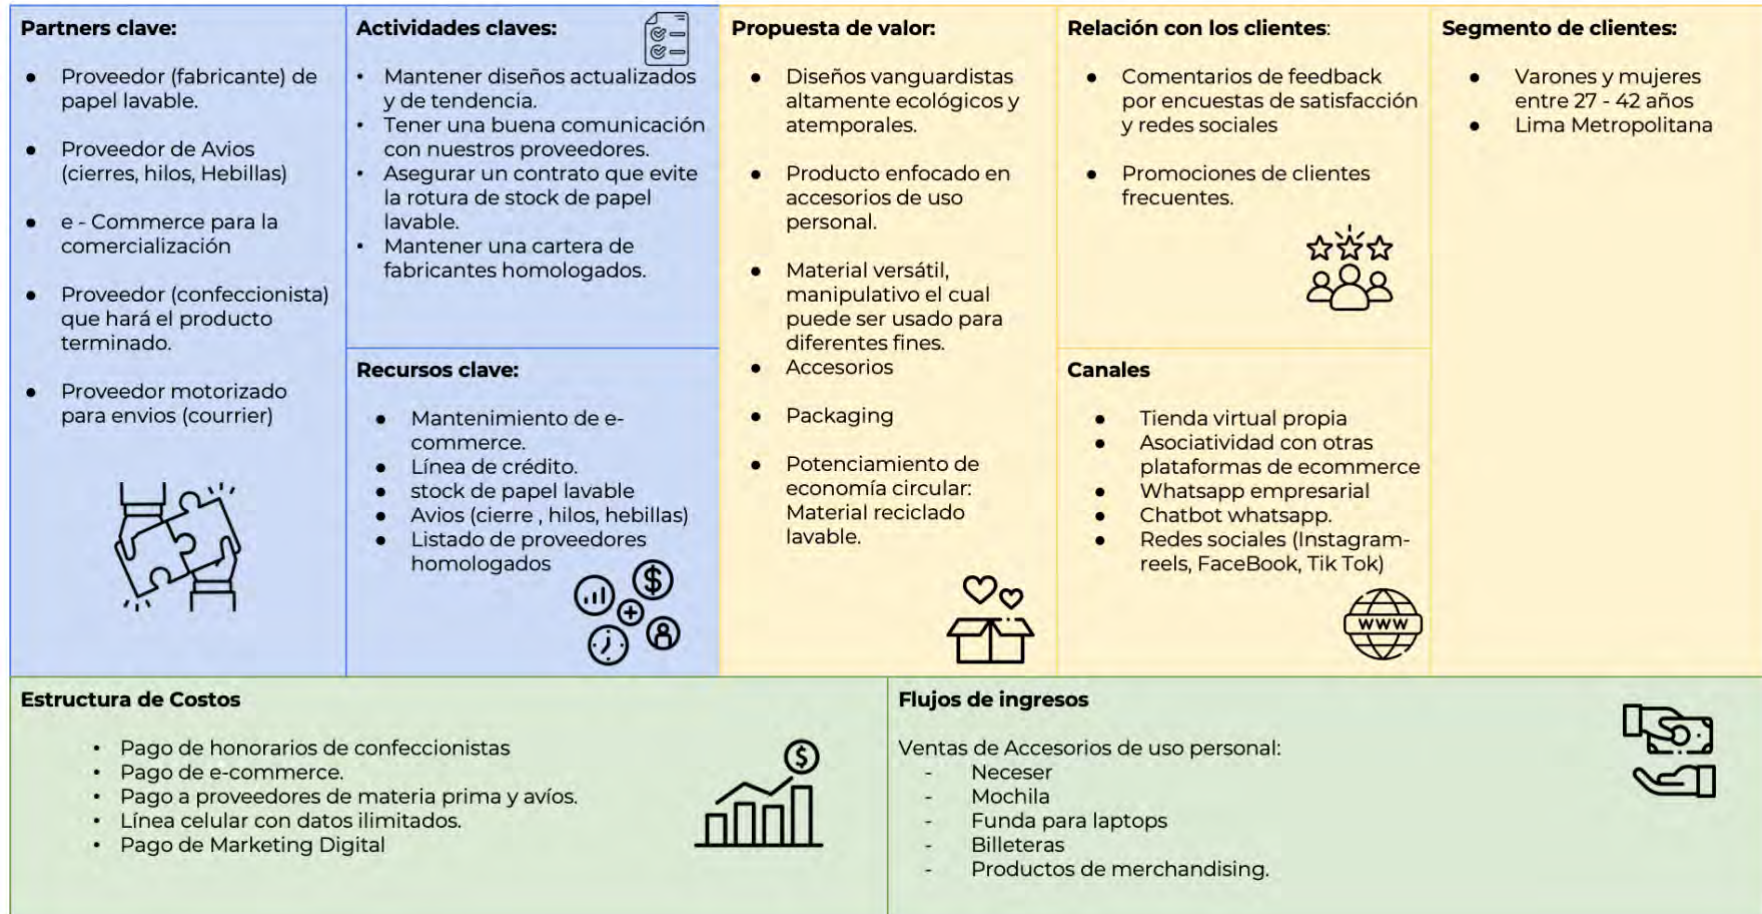 Partners clave:
● Proveedor (fabricante) de
papel lavable.
● Proveedor de Avios
(cierres, hilos, Hebillas)
● e - Commerce para la
comercialización
● Proveedor (confeccionista)
que hará el producto
terminado.
● Proveedor motorizado
para envios (courrier)
Actividades claves:
• Mantener diseños actualizados
y de tendencia.
• Tener una buena comunicación
con nuestros proveedores.
• Asegurar un contrato que evite
la rotura de stock de papel
lavable.
• Mantener una cartera de
fabricantes homologados.
Recursos clave:
● Mantenimiento de e-
commerce.
● Línea de crédito.
● stock de papel lavable
● Avios (cierre , hilos, hebillas)
● Listado de proveedores
homologados
Propuesta de valor:
● Diseños vanguardistas
altamente ecológicos y
atemporales.
● Producto enfocado en
accesorios de uso
personal.
● Material versátil,
manipulativo el cual
puede ser usado para
diferentes fines.
● Accesorios
● Packaging
● Potenciamiento de
economía circular:
Material reciclado
lavable.
Relación con los clientes:
● Comentarios de feedback
por encuestas de satisfacción
y redes sociales
● Promociones de clientes
frecuentes.
Canales
● Tienda virtual propia
● Asociatividad con otras
plataformas de ecommerce
● Whatsapp empresarial
● Chatbot whatsapp.
● Redes sociales (Instagram-
reels, FaceBook, Tik Tok)
WWW
Segmento de clientes:
● Varones y mujeres
entre 27 - 42 años
● Lima Metropolitana
Estructura de Costos
• Pago de honorarios de confeccionistas
• Pago de e-commerce.
• Pago a proveedores de materia prima y avíos.
• Línea celular con datos ilimitados.
• Pago de Marketing Digital
Flujos de ingresos
Ventas de Accesorios de uso personal:
- Neceser
- Mochila
- Funda para laptops
- Billeteras
- Productos de merchandising.